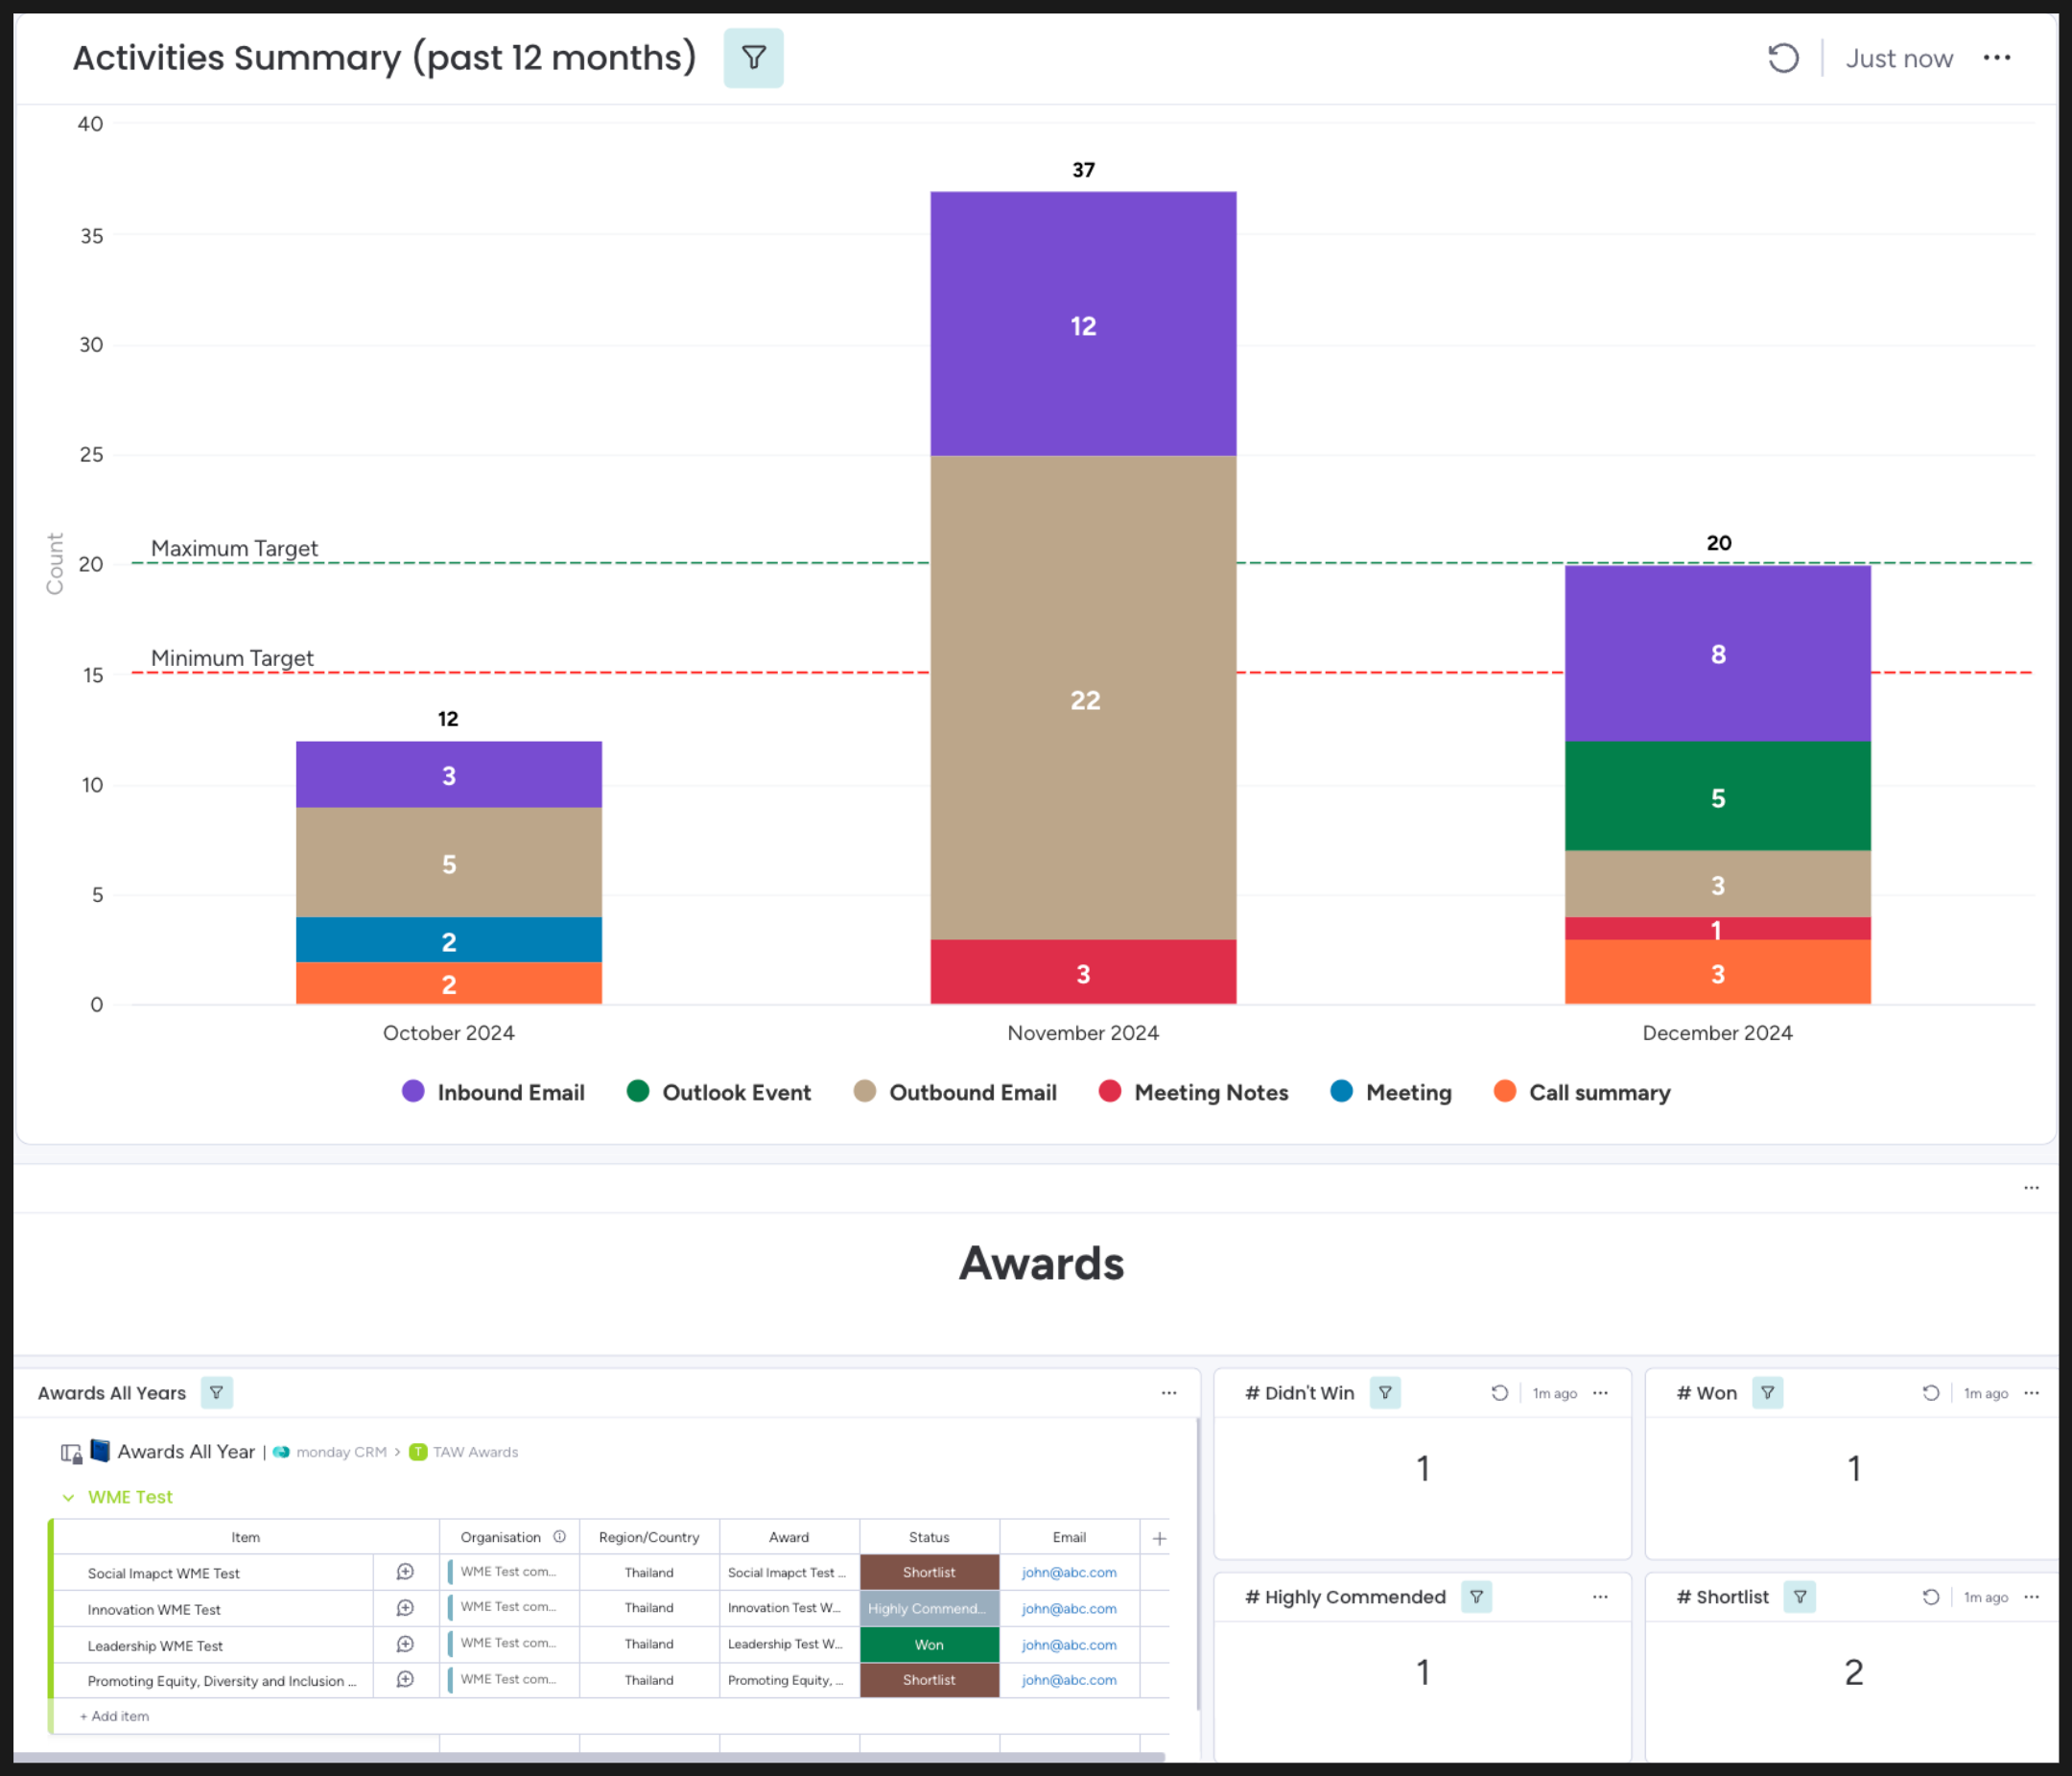 Activities Summary (past 12 months)
Just now
40
37
35
12
30
25
Count
Maximum Target
20
20
22
8
Minimum Target
15
12
3
5
10
5
3
5
2
1
2
3
3
0
October 2024
November 2024
December 2024
Inbound Email
Outlook Event
Outbound Email
Meeting Notes
Meeting
Call summary
Awards
Awards All Years
Awards All Year | monday CRM > T TAW Awards
WME Test
Item Organisation Region/Country Award Status Email
Social Imapct WME Test WME Test com... Thailand Social Imapct Test ... Shortlist john@abc.com
Innovation WME Test WME Test com... Thailand Innovation Test W... Highly Commend... john@abc.com
Leadership WME Test WME Test com... Thailand Leadership Test W... Won john@abc.com
Promoting Equity, Diversity and Inclusion ... WME Test com... Thailand Promoting Equity, ... Shortlist john@abc.com
+ Add item
# Didn't Win 1m ago
1
# Won 1m ago
1
# Highly Commended
1
# Shortlist 1m ago
2